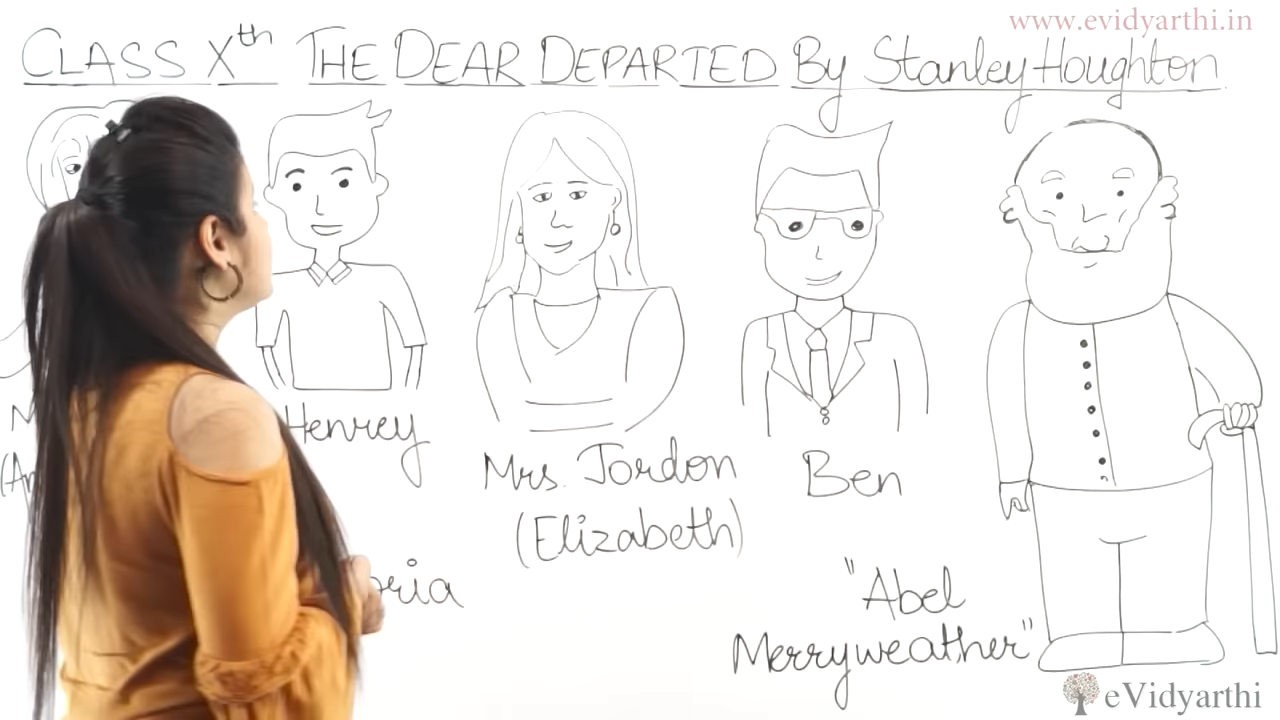 www.evidyarthi.in
CLASS Xth THE DEAR DEPARTED By Stanley Houghton
Henrey
Mrs. Jordon
(Elizabeth)
Ben
"Abel
Merryweather"
eVidyarthi